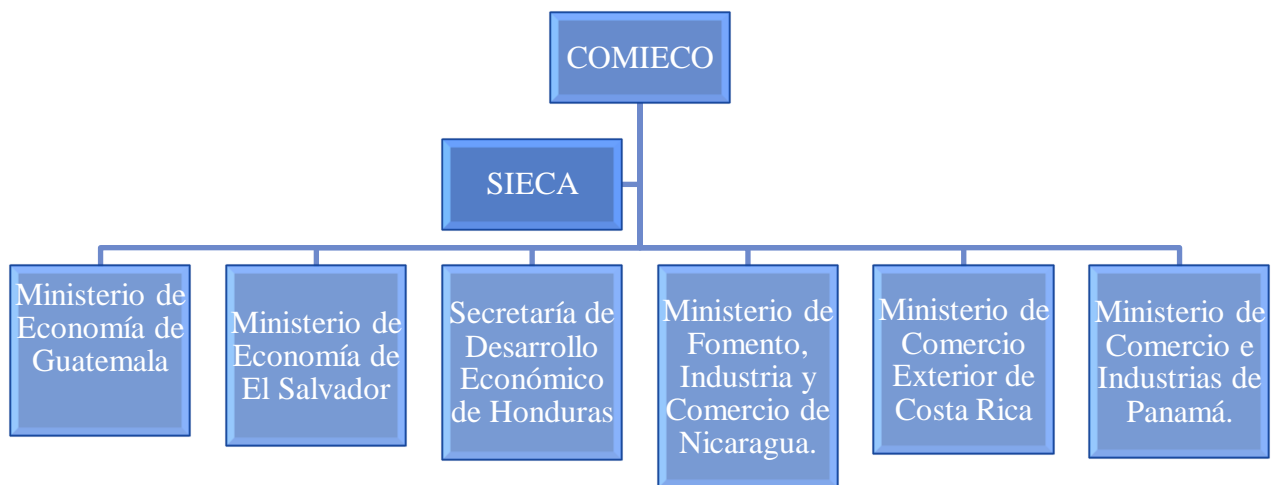 COMIECO
SIECA
Ministerio de
Economía de
Guatemala
Ministerio de
Economía de
El Salvador
Secretaría de
Desarrollo
Económico
de Honduras
Ministerio de
Fomento,
Industria y
Comercio de
Nicaragua.
Ministerio de
Comercio
Exterior de
Costa Rica
Ministerio de
Comercio e
Industrias de
Panamá.